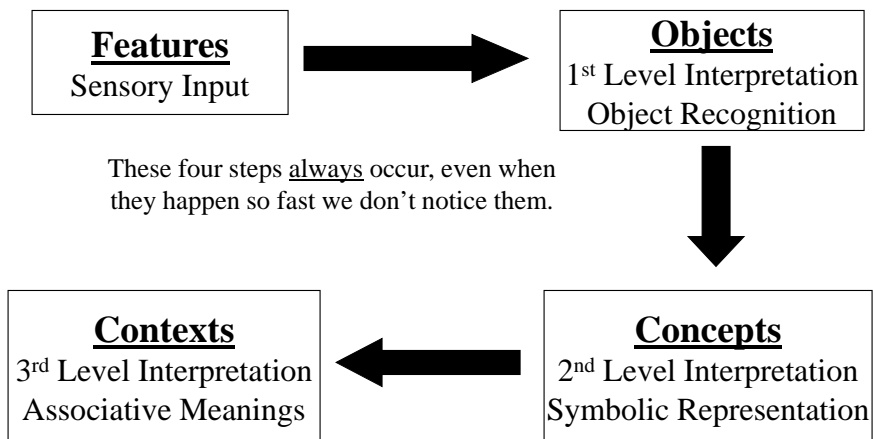 Features
Sensory Input
Objects
1st Level Interpretation
Object Recognition
These four steps always occur, even when
they happen so fast we don’t notice them.
Contexts
3rd Level Interpretation
Associative Meanings
Concepts
2nd Level Interpretation
Symbolic Representation